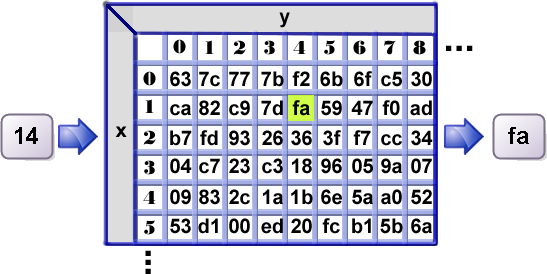 y
0 1 2 3 4 5 6 7 8 ...
0 63 7c 77 7b f2 6b 6f c5 30
1 ca 82 c9 7d fa 59 47 f0 ad
14 x 2 b7 fd 93 26 36 3f f7 cc 34 fa
3 04 c7 23 c3 18 96 05 9a 07
4 09 83 2c 1a 1b 6e 5a a0 52
5 53 d1 00 ed 20 fc b1 5b 6a
⋮